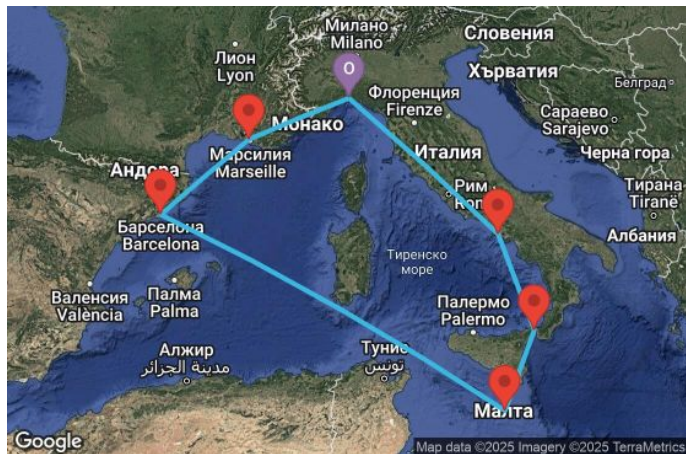 Милано
Milano
Словения
Лион
Lyon
О
Хърватия
Белград
Флоренция
Firenze
Монако
Сараево
Sarajevo
Марсилия
Marseille
Италия
Черна гора
Андора
Рим
Тирана
Tiranë
Барселона
Barcelona
Албания
Тиренско
море
Валенсия
València
Палма
Palma
Палермо
Palermo
Алжир
مدينة الجزائر
Тунис
تونس
Малта
Google
Map data ©2025 Imagery ©2025 TerraMetrics